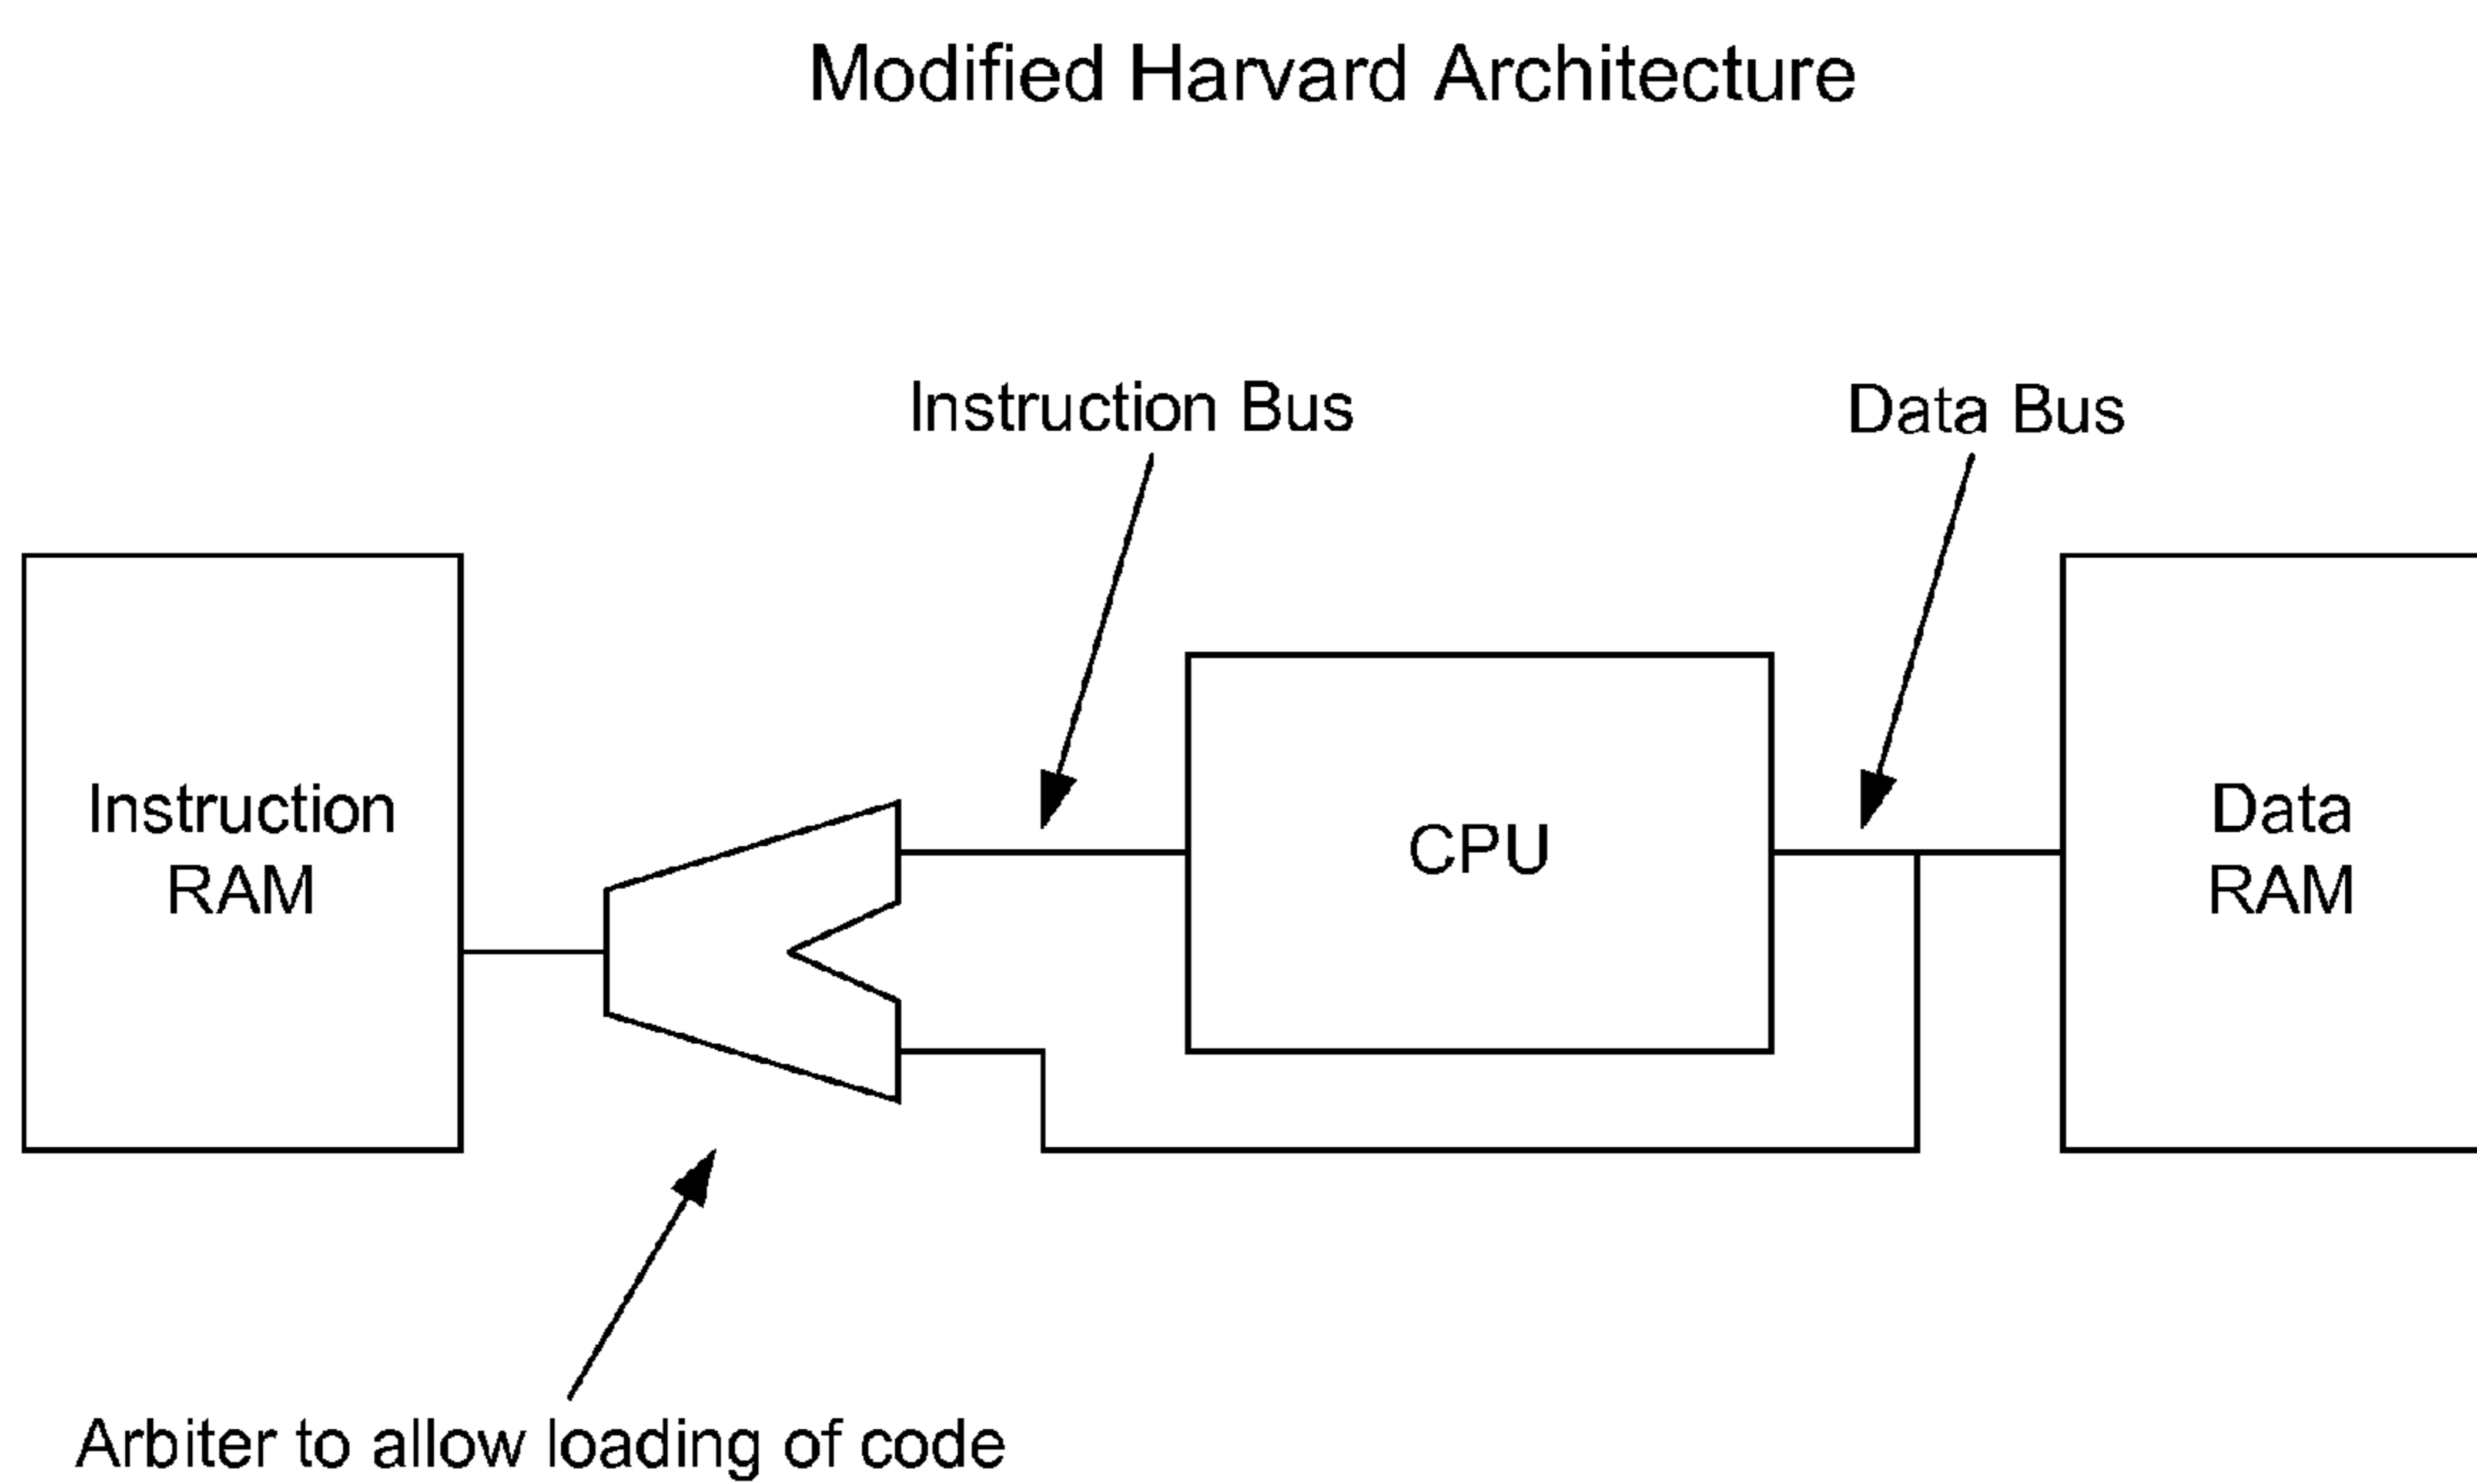 Modified Harvard Architecture
Instruction Bus
Data Bus
Instruction
RAM
CPU
Data
RAM
Arbiter to allow loading of code